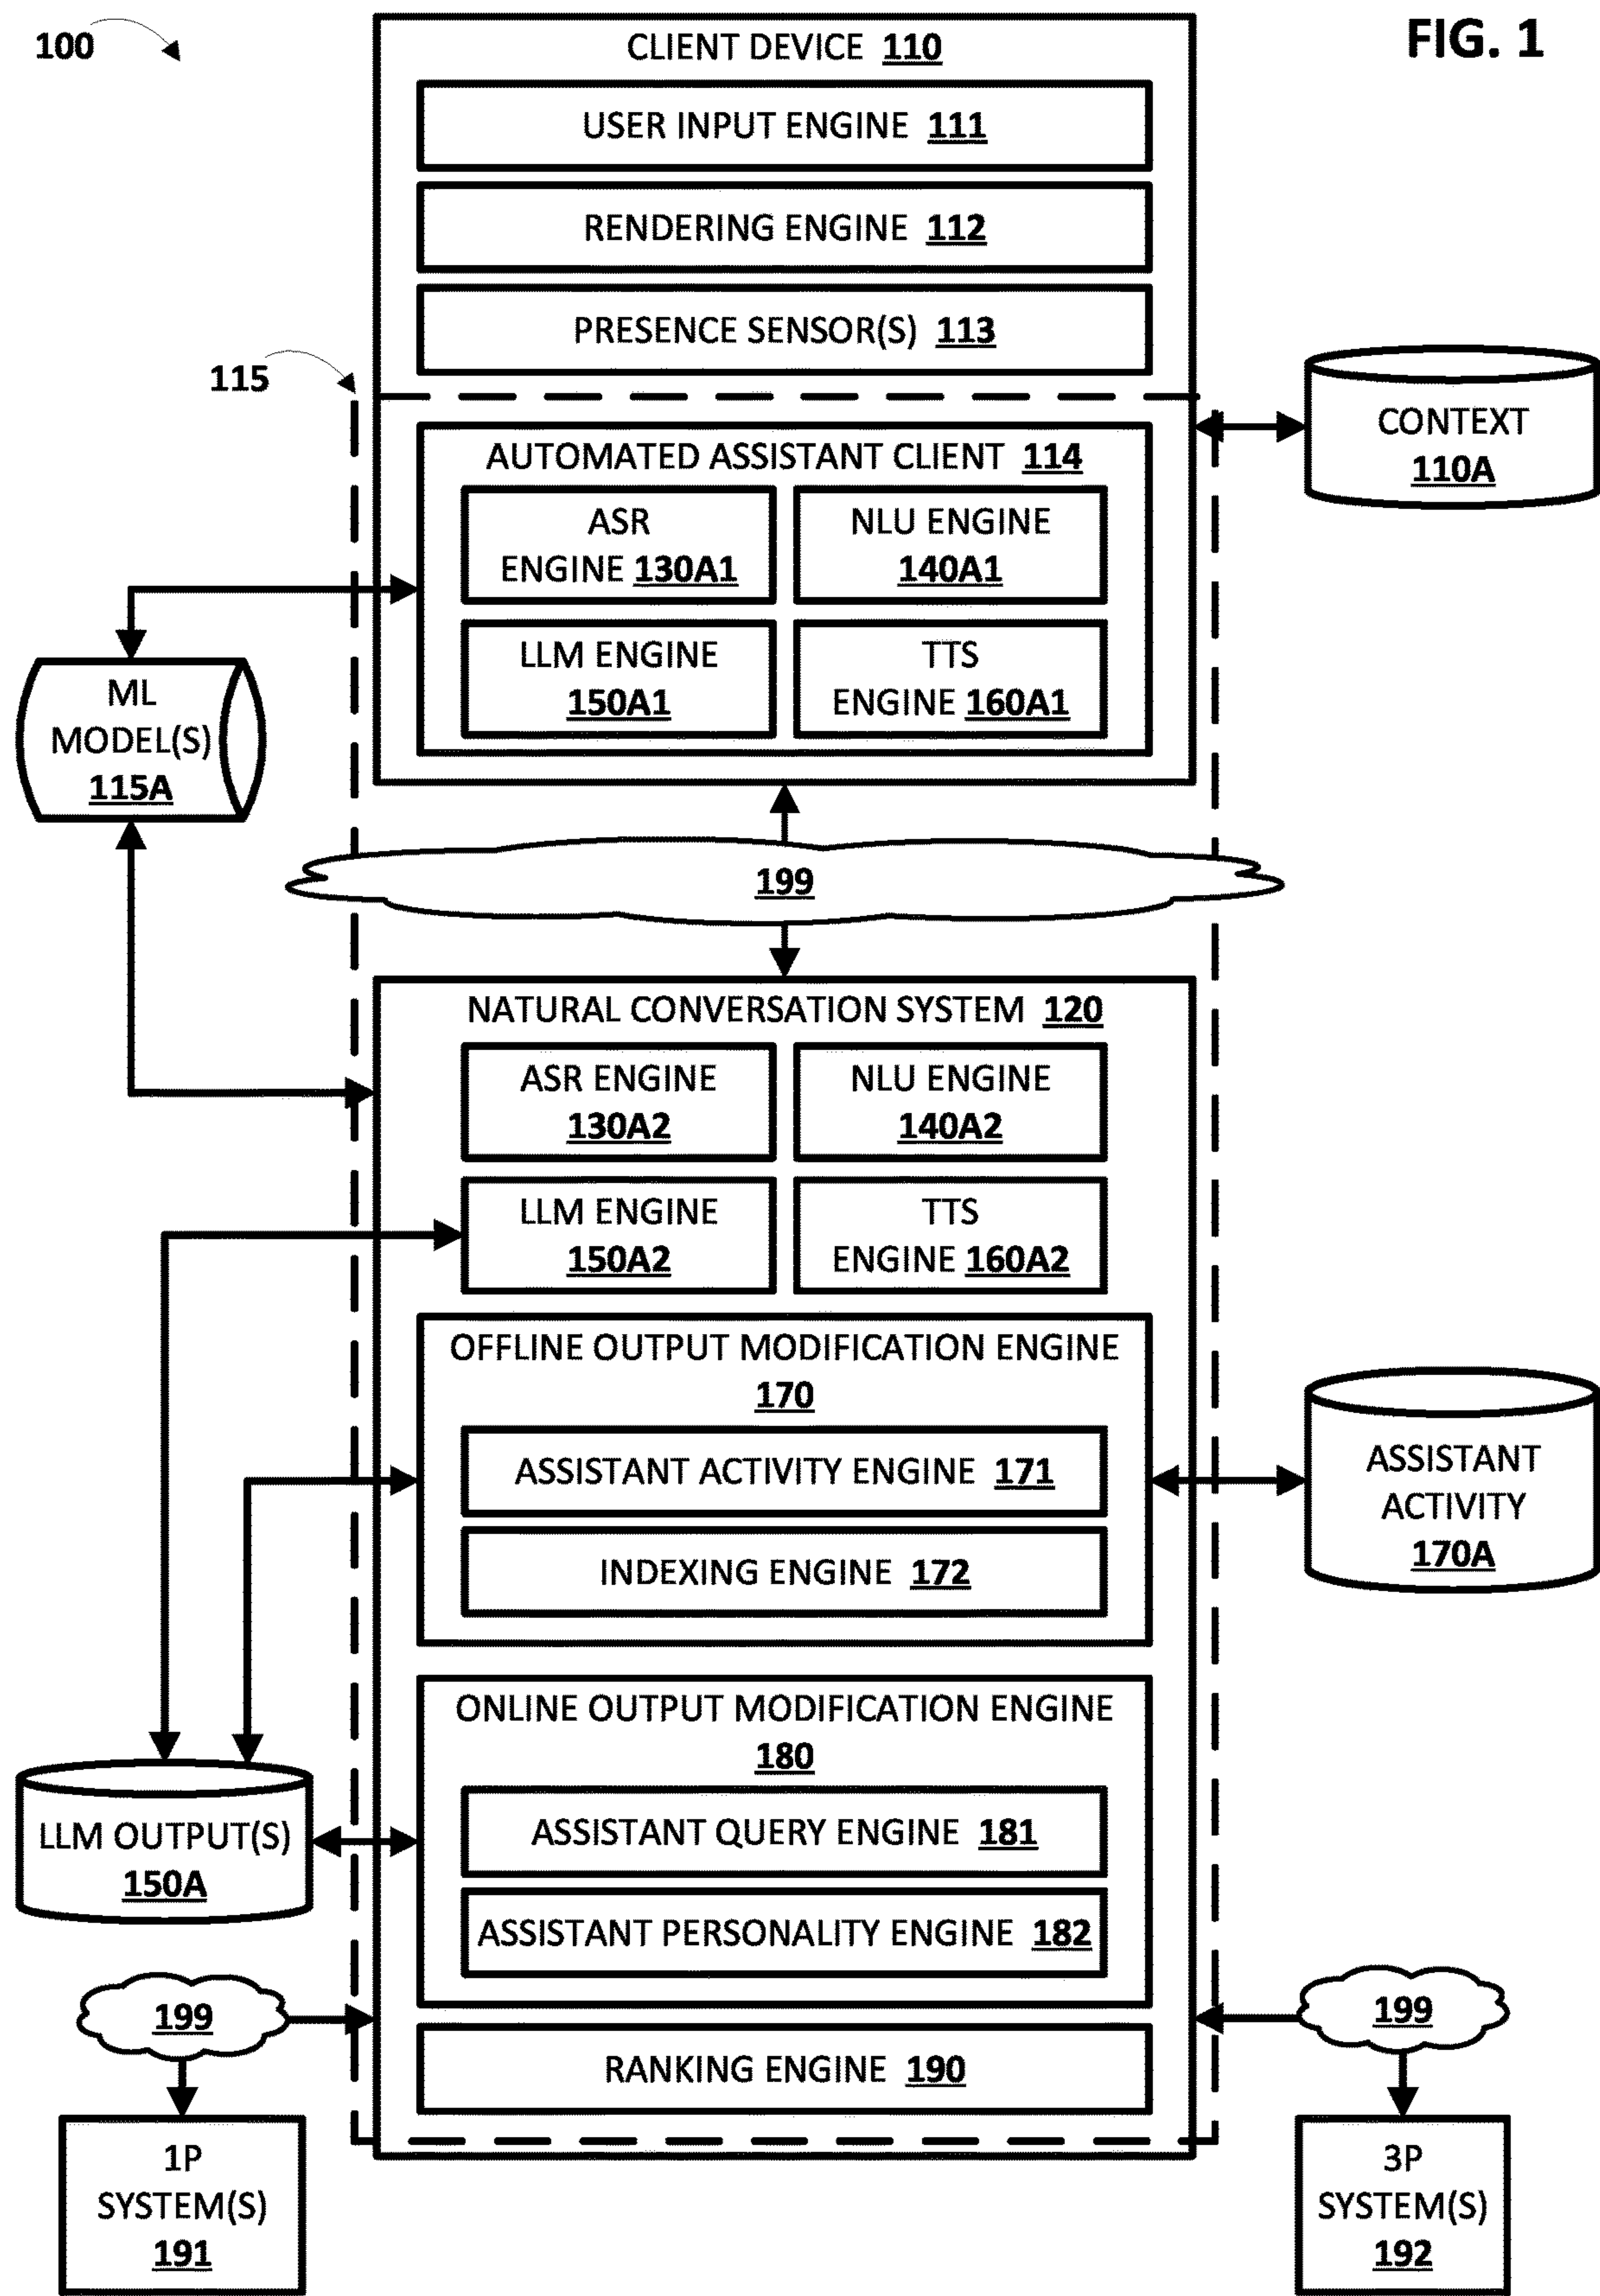 100
FIG. 1
CLIENT DEVICE 110
USER INPUT ENGINE 111
RENDERING ENGINE 112
PRESENCE SENSOR(S) 113
115
CONTEXT
110A
AUTOMATED ASSISTANT CLIENT 114
ASR
ENGINE 130A1
NLU ENGINE
140A1
LLM ENGINE
150A1
TTS
ENGINE 160A1
ML
MODEL(S)
115A
199
NATURAL CONVERSATION SYSTEM 120
ASR ENGINE
130A2
NLU ENGINE
140A2
LLM ENGINE
150A2
TTS
ENGINE 160A2
OFFLINE OUTPUT MODIFICATION ENGINE
170
ASSISTANT ACTIVITY ENGINE 171
INDEXING ENGINE 172
ASSISTANT
ACTIVITY
170A
ONLINE OUTPUT MODIFICATION ENGINE
180
ASSISTANT QUERY ENGINE 181
ASSISTANT PERSONALITY ENGINE 182
LLM OUTPUT(S)
150A
199
199
RANKING ENGINE 190
1P
SYSTEM(S)
191
3P
SYSTEM(S)
192